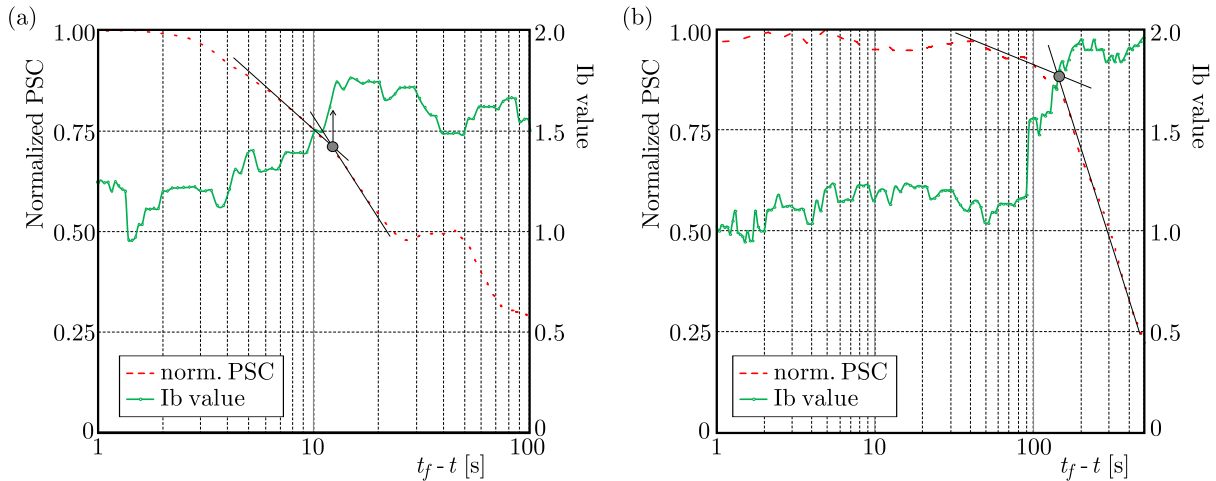 (a)
Normalized PSC
1.00
0.75
0.50
0.25
0
2.0
1.5
1.0
0.5
0
Ib value
norm. PSC
Ib value
1
10
100
t_f - t [s]
(b)
Normalized PSC
1.00
0.75
0.50
0.25
0
2.0
1.5
1.0
0.5
0
Ib value
norm. PSC
Ib value
1
10
100
t_f - t [s]